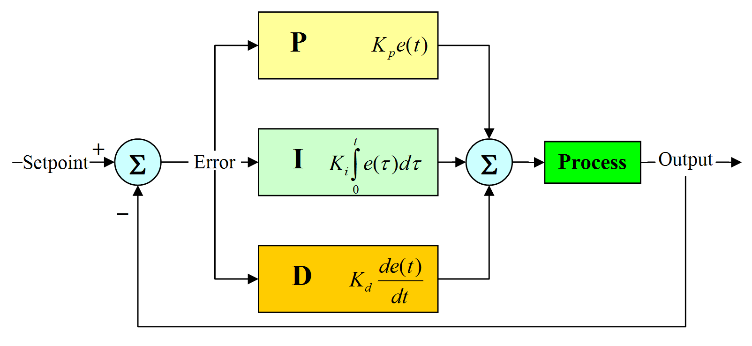 P K_p e(t)
+
−Setpoint Σ Error I K_i ∫_0^t e(τ)dτ Σ Process Output
−
D K_d de(t)/dt